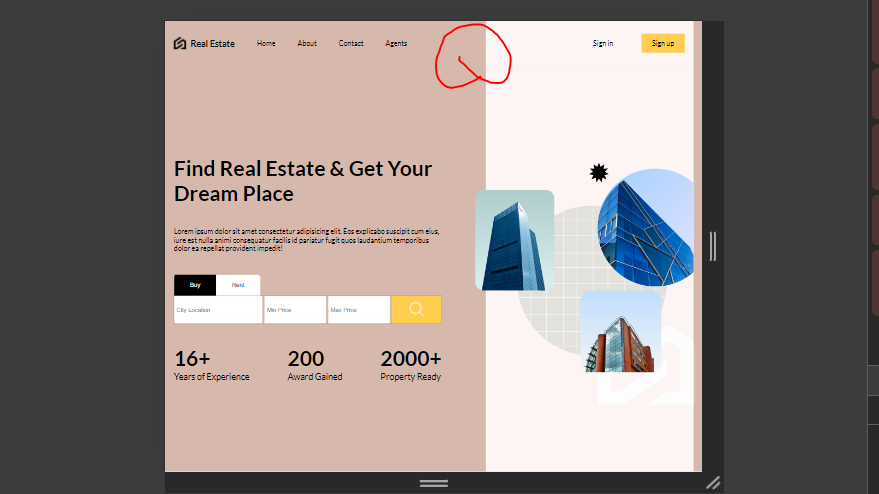 Real Estate Home About Contact Agents Sign in Sign up
Find Real Estate & Get Your
Dream Place
Lorem ipsum dolor sit amet consectetur adipisicing elit. Eos explicabo suscipit cum eius,
iure est nulla animi consequatur facilis id pariatur fugit quos laudantium temporibus
dolor ea repellat provident impedit!
Buy Rent
City Location Min Price Max Price
16+ 200 2000+
Years of Experience Award Gained Property Ready